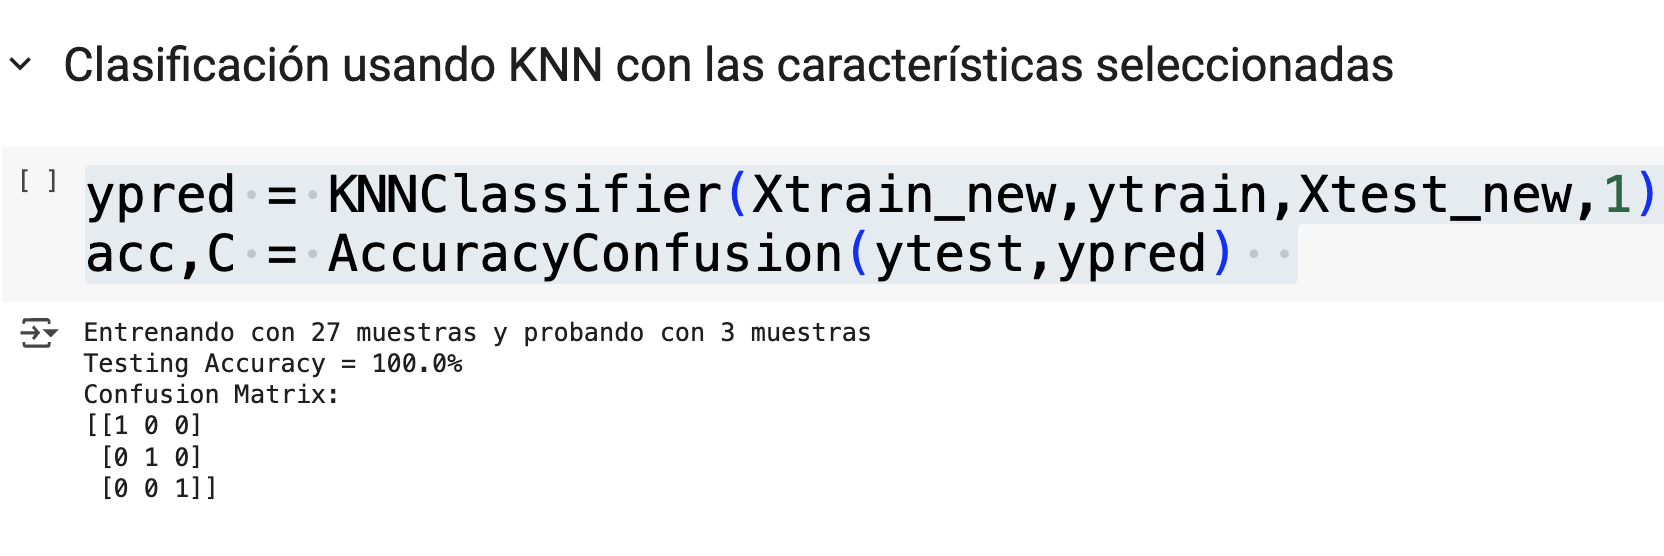 Clasificación usando KNN con las características seleccionadas
[ ]
ypred = KNNClassifier(Xtrain_new,ytrain,Xtest_new,1)
acc,C = AccuracyConfusion(ytest,ypred)
Entrenando con 27 muestras y probando con 3 muestras
Testing Accuracy = 100.0%
Confusion Matrix:
[[1 0 0]
 [0 1 0]
 [0 0 1]]